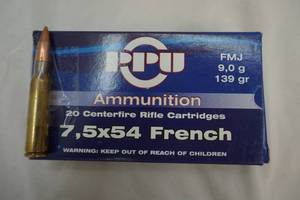 PPU
FMJ
9,0 g
139 gr
Ammunition
20 Centerfire Rifle Cartridges
7,5x54 French
WARNING: KEEP OUT OF REACH OF CHILDREN